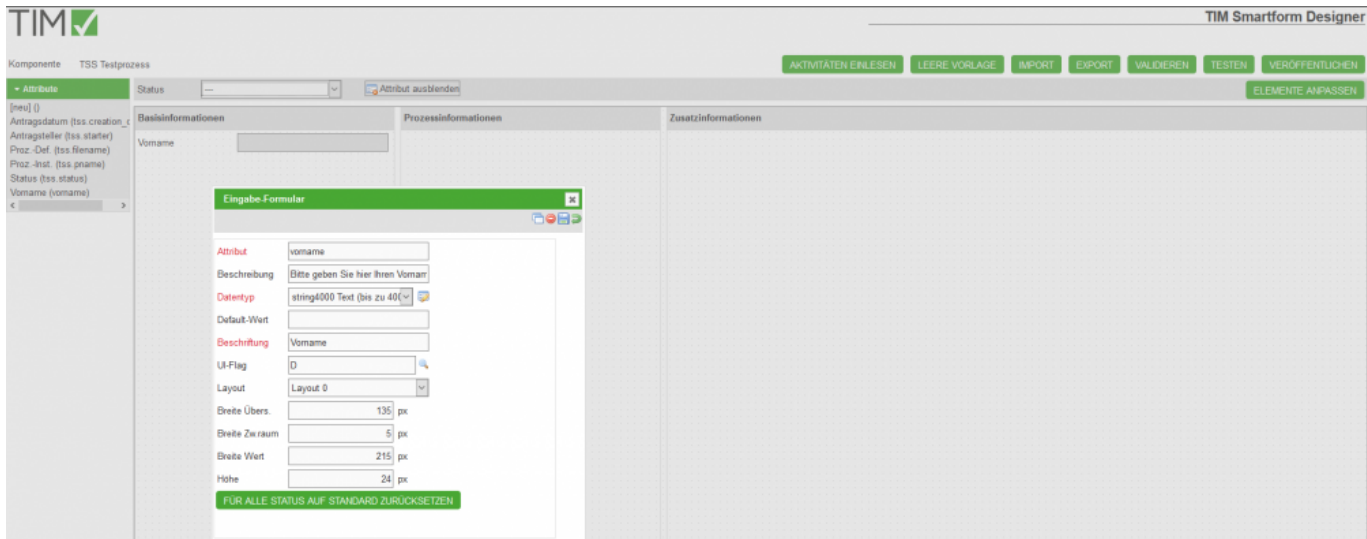 TIM
TIM Smartform Designer
Komponente TSS Testprozess
AKTIVITÄTEN EINLESEN LEERE VORLAGE IMPORT EXPORT VALIDIEREN TESTEN VERÖFFENTLICHEN
Attribute
Status --- Attribut ausblenden
ELEMENTE ANPASSEN
[neu] ()
Antragsdatum (tss.creation_
Antragsteller (tss.starter)
Proz.-Def. (tss.filename)
Proz.-Inst. (tss.pname)
Status (tss.status)
Vorname (vorname)
Basisinformationen Prozessinformationen Zusatzinformationen
Vorname
Eingabe-Formular
Attribut vorname
Beschreibung Bitte geben Sie hier Ihren Vornam
Datentyp string4000 Text (bis zu 400
Default-Wert
Beschriftung Vorname
UI-Flag D
Layout Layout 0
Breite Übers. 135 px
Breite Zw.raum 5 px
Breite Wert 215 px
Höhe 24 px
FÜR ALLE STATUS AUF STANDARD ZURÜCKSETZEN